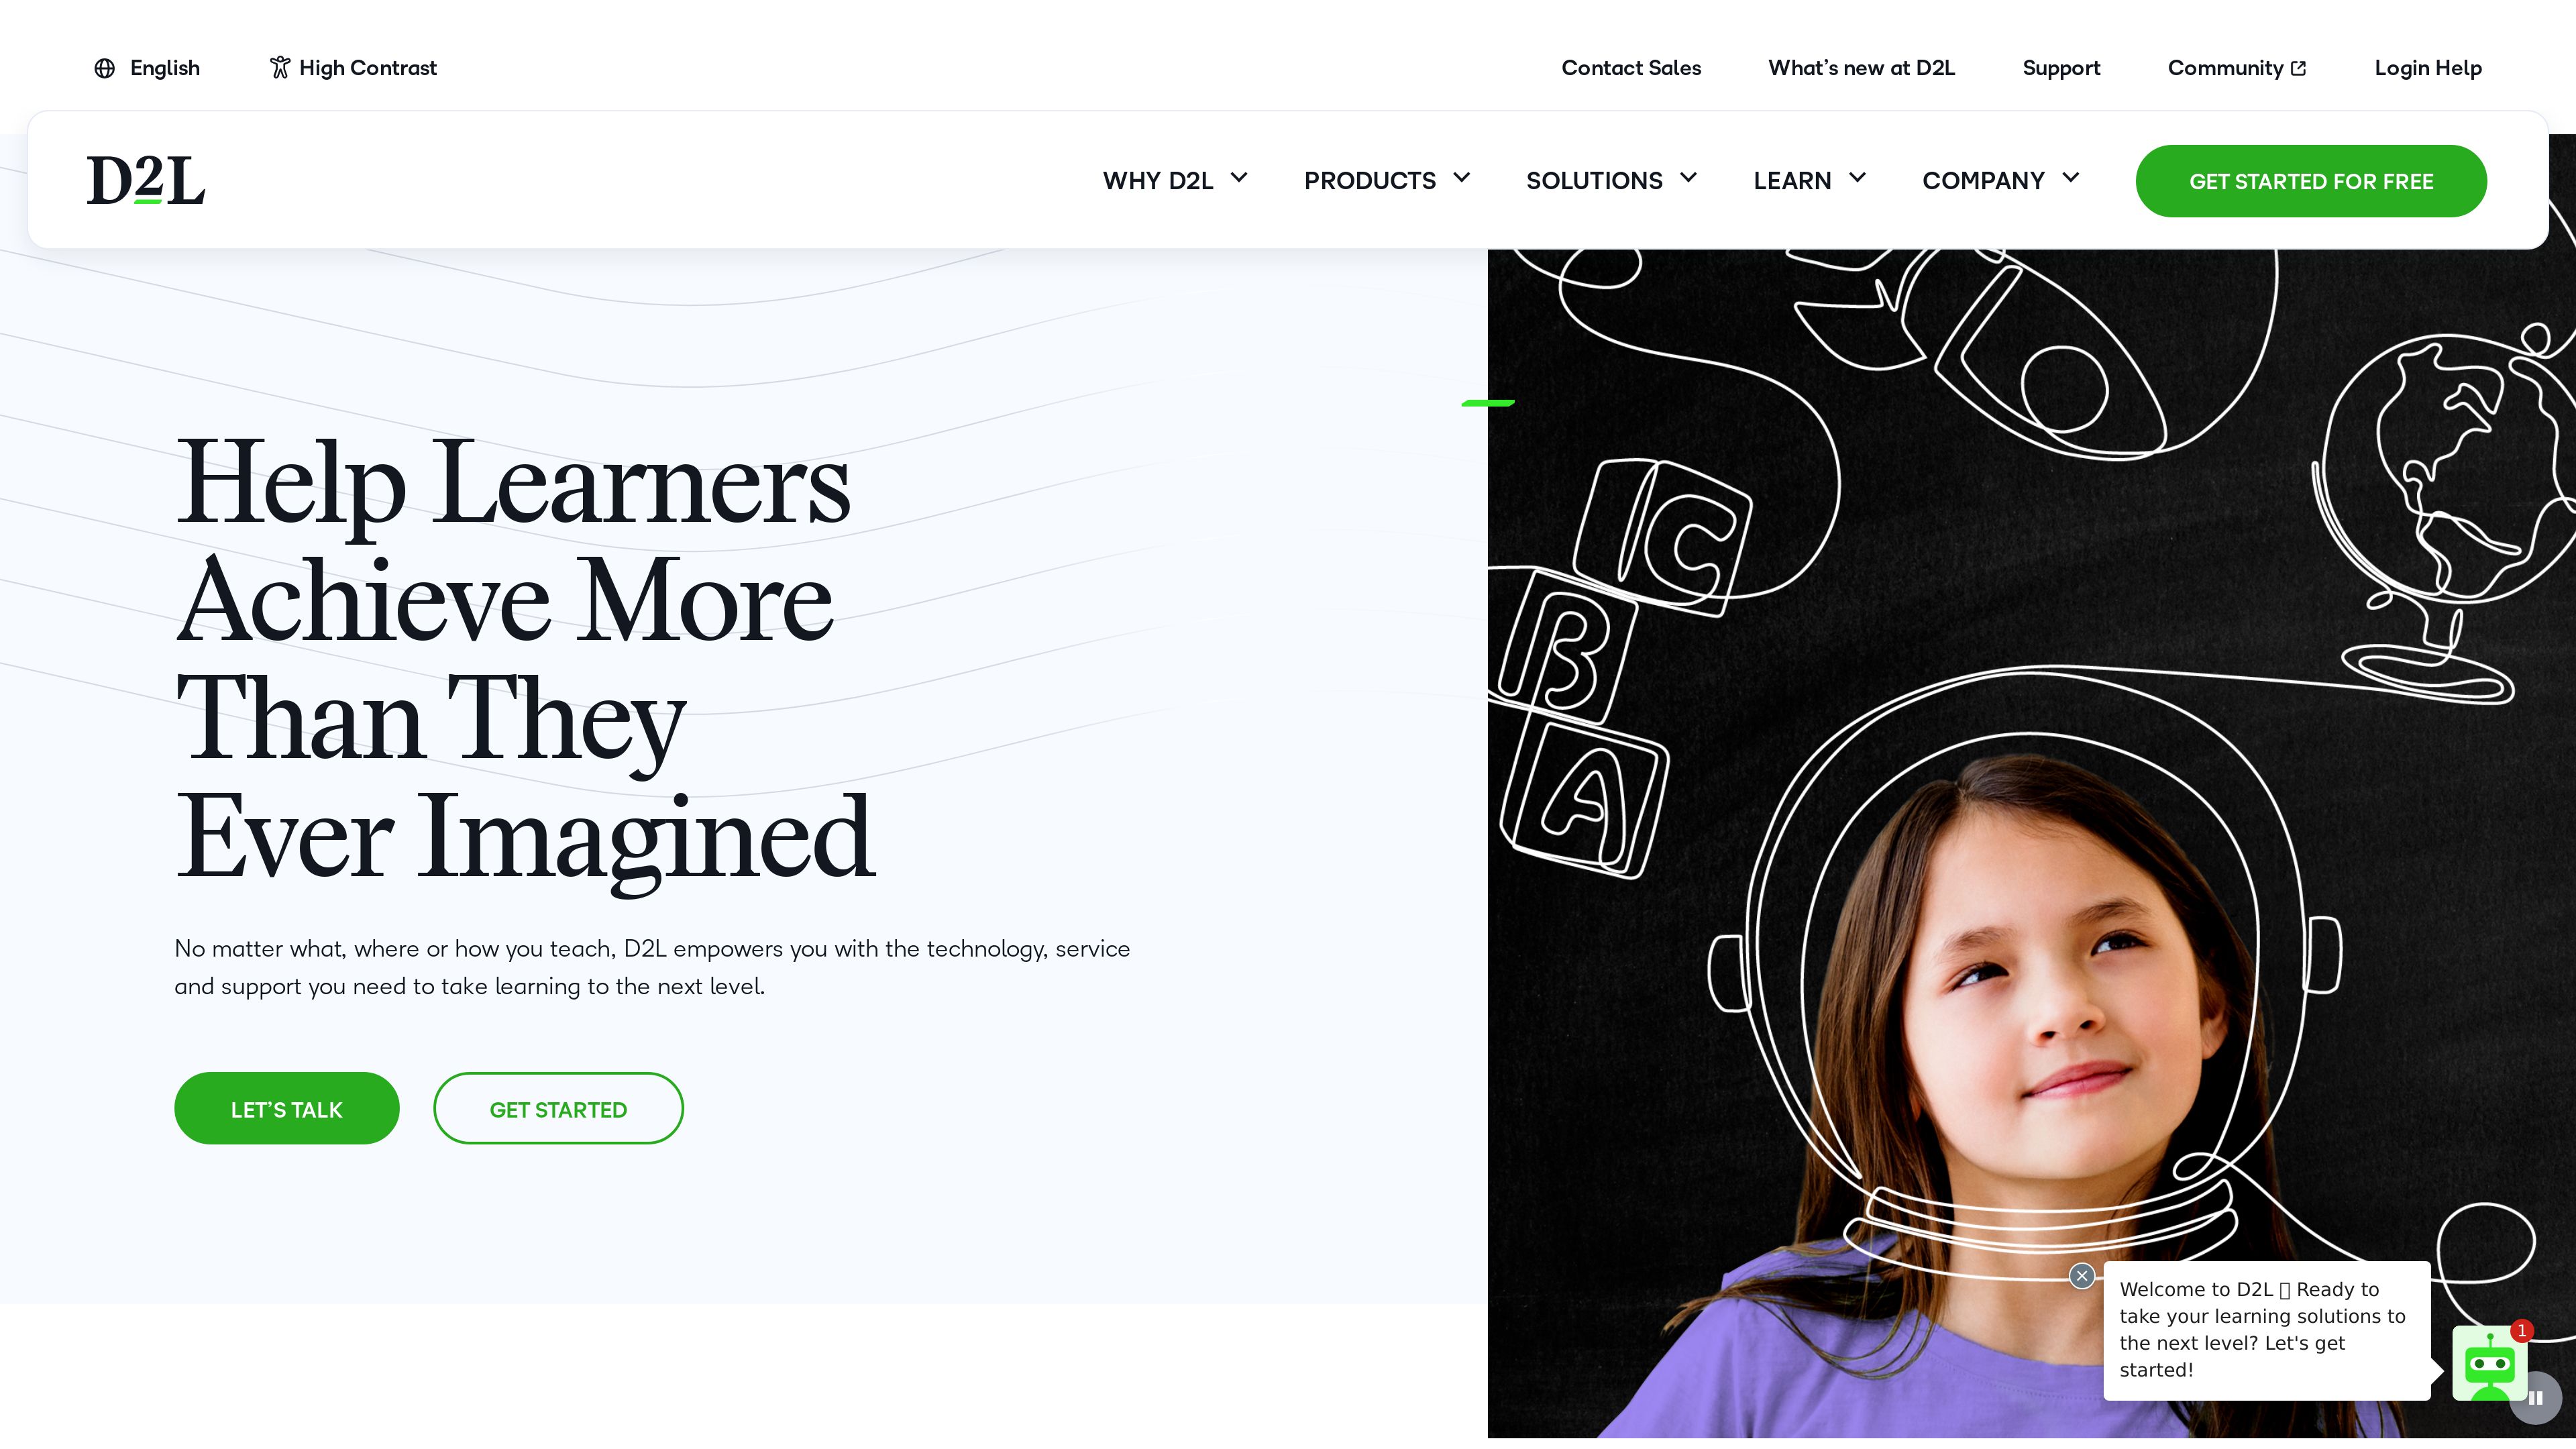 English
High Contrast
Contact Sales
What’s new at D2L
Support
Community
Login Help
D2L
WHY D2L
PRODUCTS
SOLUTIONS
LEARN
COMPANY
GET STARTED FOR FREE
Help Learners
Achieve More
Than They
Ever Imagined
No matter what, where or how you teach, D2L empowers you with the technology, service
and support you need to take learning to the next level.
LET’S TALK
GET STARTED
C
B
A
Welcome to D2L Ready to
take your learning solutions to
the next level? Let's get
started!
1